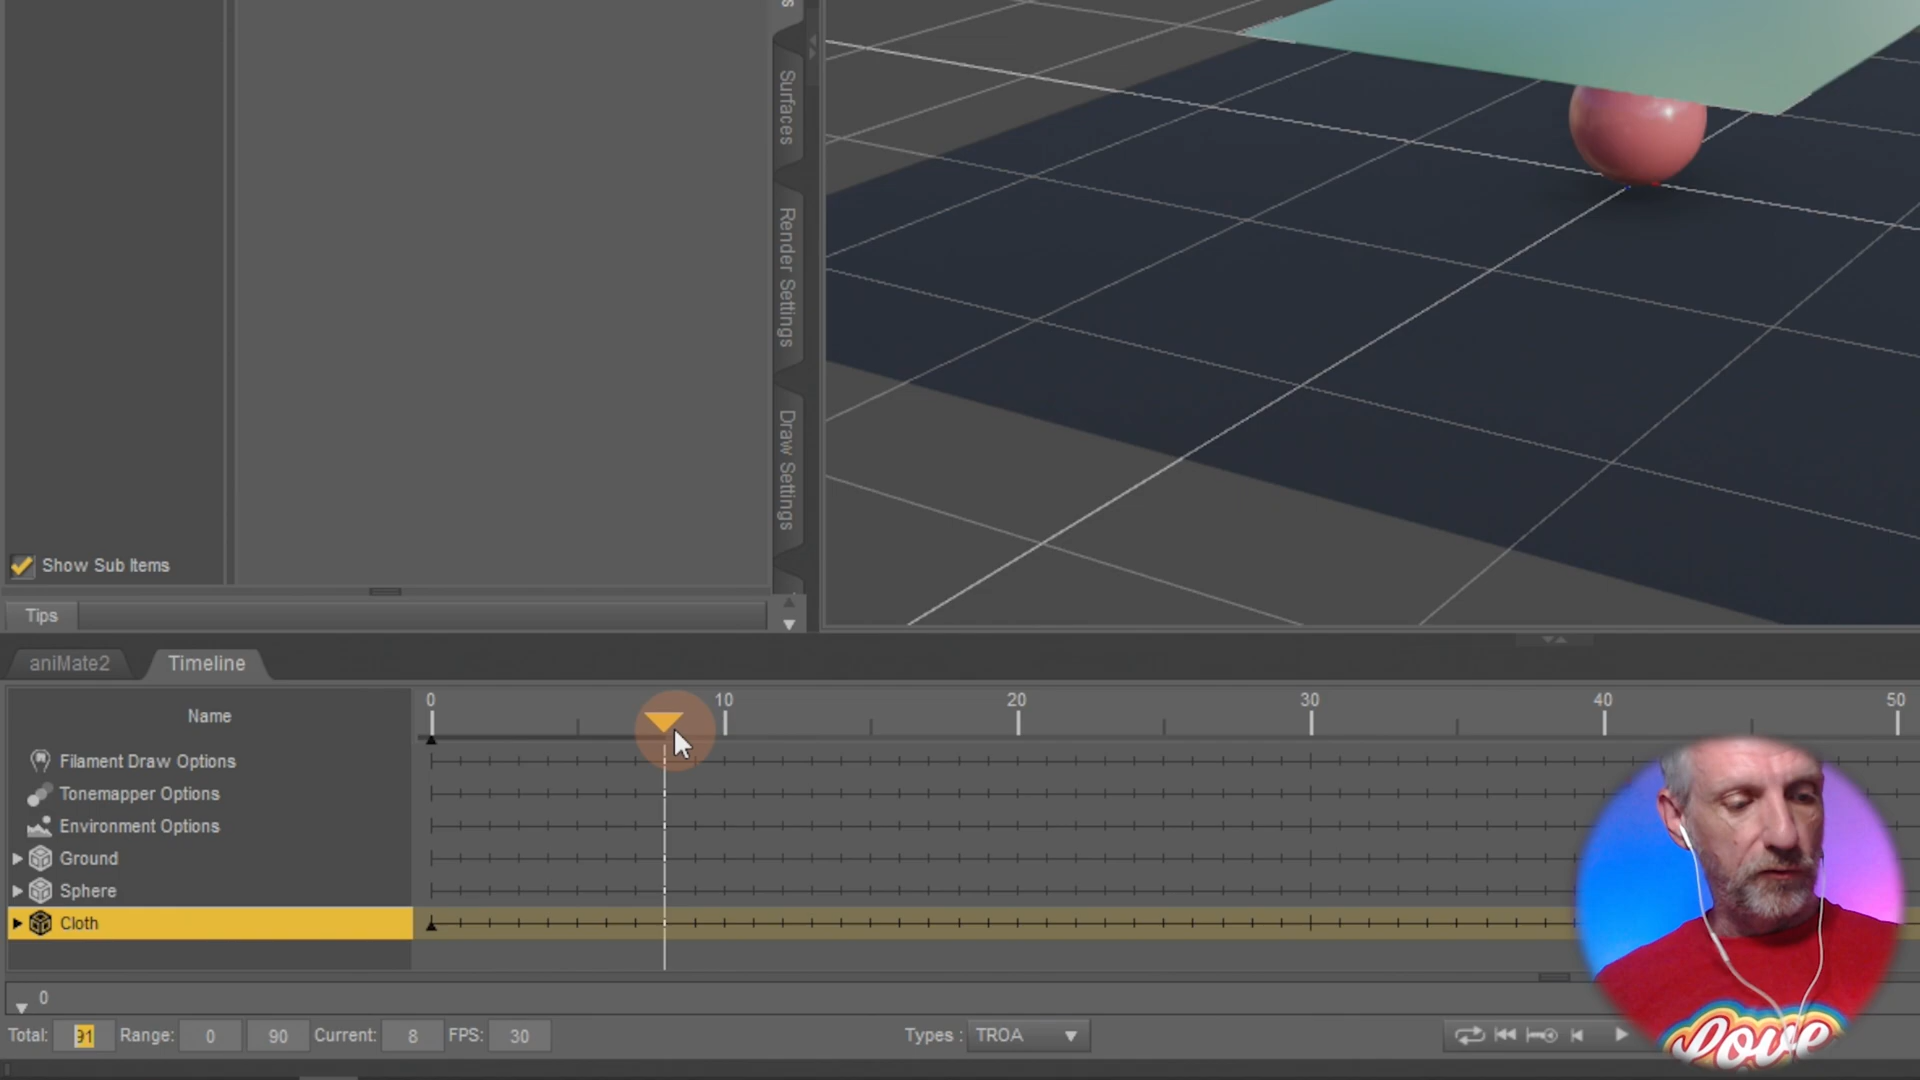 Surfaces
Render Settings
Draw Settings
Show Sub Items
Tips
aniMate2
Timeline
Name
0 10 20 30 40 50
Filament Draw Options
Tonemapper Options
Environment Options
Ground
Sphere
Cloth
0
Total: 91 Range: 0 90 Current: 8 FPS: 30 Types : TROA
Love